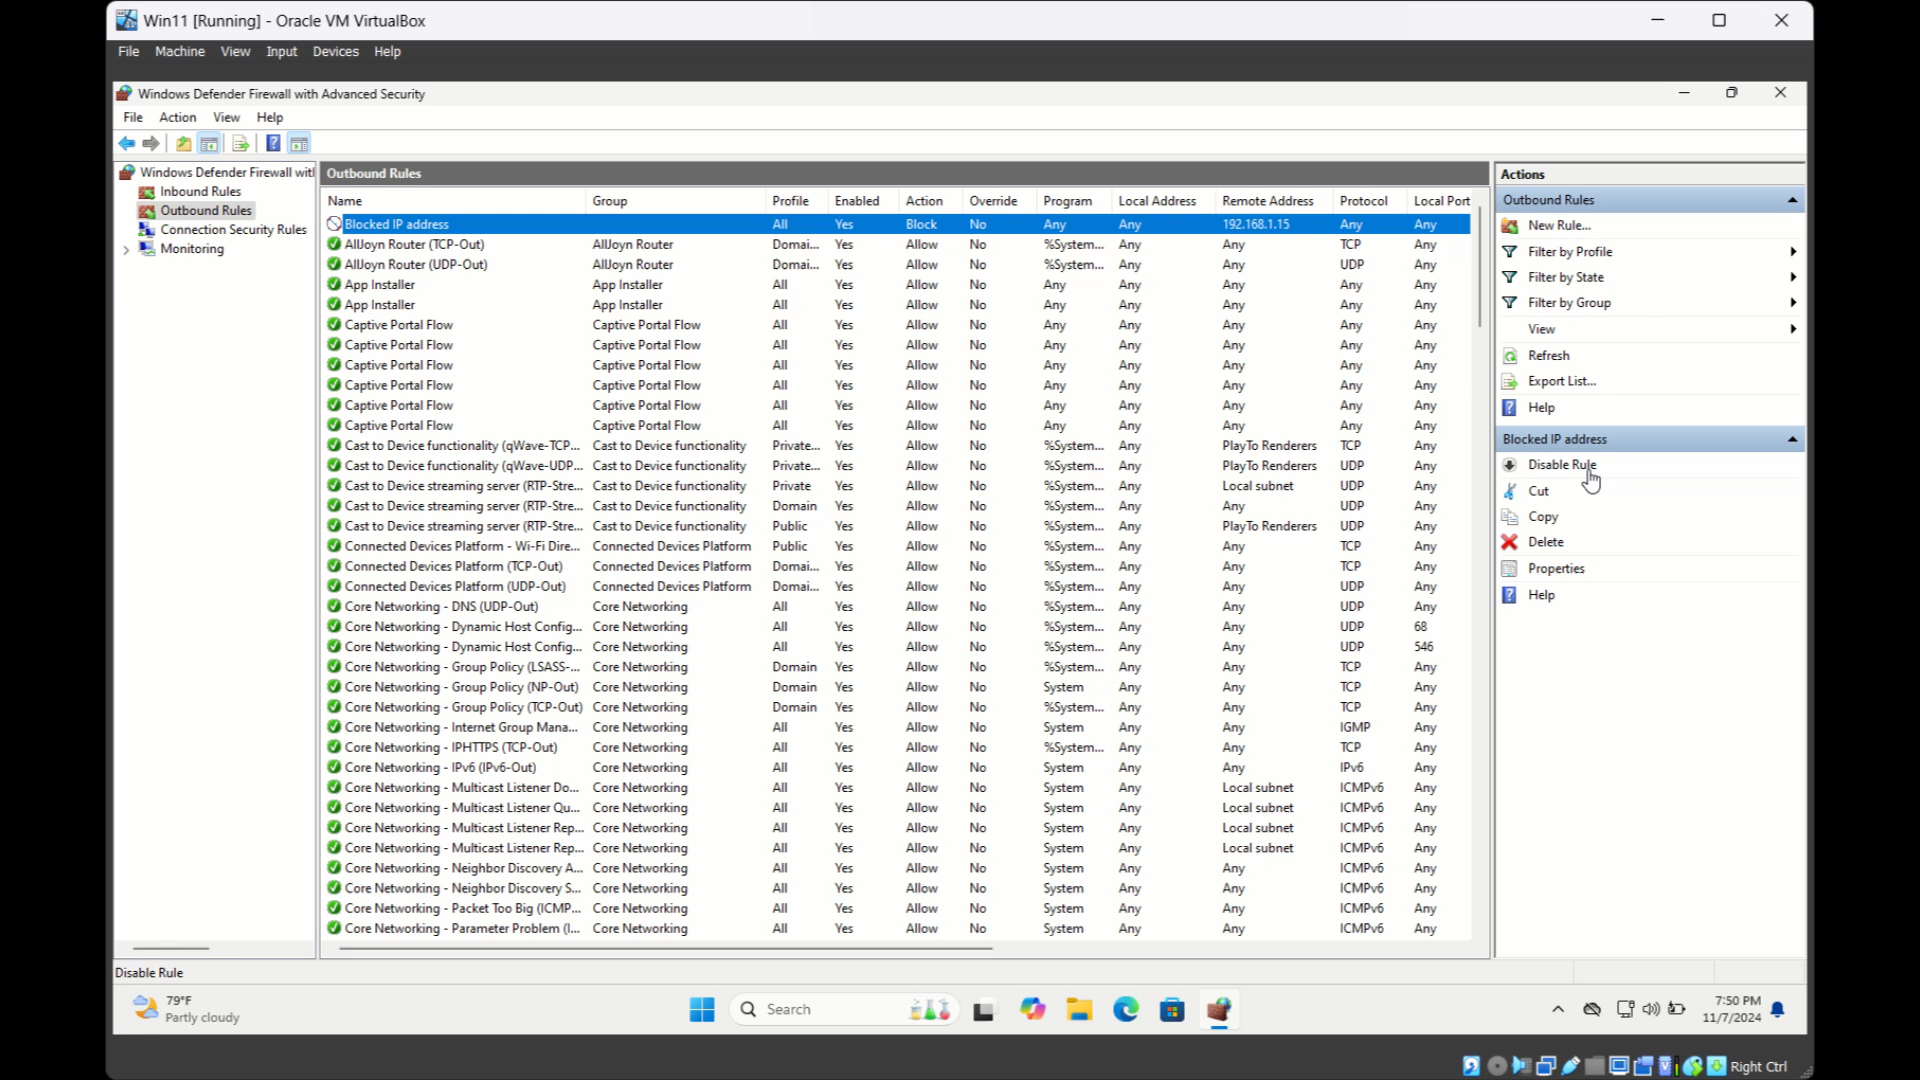 Win11 [Running] - Oracle VM VirtualBox
File Machine View Input Devices Help
Windows Defender Firewall with Advanced Security
File Action View Help
Windows Defender Firewall with
Inbound Rules
Outbound Rules
Connection Security Rules
Monitoring
Outbound Rules
Name Group Profile Enabled Action Override Program Local Address Remote Address Protocol Local Port
Blocked IP address All Yes Block No Any Any 192.168.1.15 Any Any
AllJoyn Router (TCP-Out) AllJoyn Router Domai... Yes Allow No %System... Any Any TCP Any
AllJoyn Router (UDP-Out) AllJoyn Router Domai... Yes Allow No %System... Any Any UDP Any
App Installer App Installer All Yes Allow No Any Any Any Any Any
App Installer App Installer All Yes Allow No Any Any Any Any Any
Captive Portal Flow Captive Portal Flow All Yes Allow No Any Any Any Any Any
Captive Portal Flow Captive Portal Flow All Yes Allow No Any Any Any Any Any
Captive Portal Flow Captive Portal Flow All Yes Allow No Any Any Any Any Any
Captive Portal Flow Captive Portal Flow All Yes Allow No Any Any Any Any Any
Captive Portal Flow Captive Portal Flow All Yes Allow No Any Any Any Any Any
Captive Portal Flow Captive Portal Flow All Yes Allow No Any Any Any Any Any
Cast to Device functionality (qWave-TCP... Cast to Device functionality Private... Yes Allow No %System... Any PlayTo Renderers TCP Any
Cast to Device functionality (qWave-UDP... Cast to Device functionality Private... Yes Allow No %System... Any PlayTo Renderers UDP Any
Cast to Device streaming server (RTP-Stre... Cast to Device functionality Private Yes Allow No %System... Any Local subnet UDP Any
Cast to Device streaming server (RTP-Stre... Cast to Device functionality Domain Yes Allow No %System... Any Any UDP Any
Cast to Device streaming server (RTP-Stre... Cast to Device functionality Public Yes Allow No %System... Any PlayTo Renderers UDP Any
Connected Devices Platform - Wi-Fi Dire... Connected Devices Platform Public Yes Allow No %System... Any Any TCP Any
Connected Devices Platform (TCP-Out) Connected Devices Platform Domai... Yes Allow No %System... Any Any TCP Any
Connected Devices Platform (UDP-Out) Connected Devices Platform Domai... Yes Allow No %System... Any Any UDP Any
Core Networking - DNS (UDP-Out) Core Networking All Yes Allow No %System... Any Any UDP Any
Core Networking - Dynamic Host Config... Core Networking All Yes Allow No %System... Any Any UDP 68
Core Networking - Dynamic Host Config... Core Networking All Yes Allow No %System... Any Any UDP 546
Core Networking - Group Policy (LSASS-... Core Networking Domain Yes Allow No %System... Any Any TCP Any
Core Networking - Group Policy (NP-Out) Core Networking Domain Yes Allow No System Any Any TCP Any
Core Networking - Group Policy (TCP-Out) Core Networking Domain Yes Allow No %System... Any Any TCP Any
Core Networking - Internet Group Mana... Core Networking All Yes Allow No System Any Any IGMP Any
Core Networking - IPHTTPS (TCP-Out) Core Networking All Yes Allow No %System... Any Any TCP Any
Core Networking - IPv6 (IPv6-Out) Core Networking All Yes Allow No System Any Any IPv6 Any
Core Networking - Multicast Listener Do... Core Networking All Yes Allow No System Any Local subnet ICMPv6 Any
Core Networking - Multicast Listener Qu... Core Networking All Yes Allow No System Any Local subnet ICMPv6 Any
Core Networking - Multicast Listener Rep... Core Networking All Yes Allow No System Any Local subnet ICMPv6 Any
Core Networking - Multicast Listener Rep... Core Networking All Yes Allow No System Any Local subnet ICMPv6 Any
Core Networking - Neighbor Discovery A... Core Networking All Yes Allow No System Any Any ICMPv6 Any
Core Networking - Neighbor Discovery S... Core Networking All Yes Allow No System Any Any ICMPv6 Any
Core Networking - Packet Too Big (ICMP... Core Networking All Yes Allow No System Any Any ICMPv6 Any
Core Networking - Parameter Problem (I... Core Networking All Yes Allow No System Any Any ICMPv6 Any
Actions
Outbound Rules
New Rule...
Filter by Profile
Filter by State
Filter by Group
View
Refresh
Export List...
Help
Blocked IP address
Disable Rule
Cut
Copy
Delete
Properties
Help
Disable Rule
79°F
Partly cloudy
Search
7:50 PM
11/7/2024
Right Ctrl